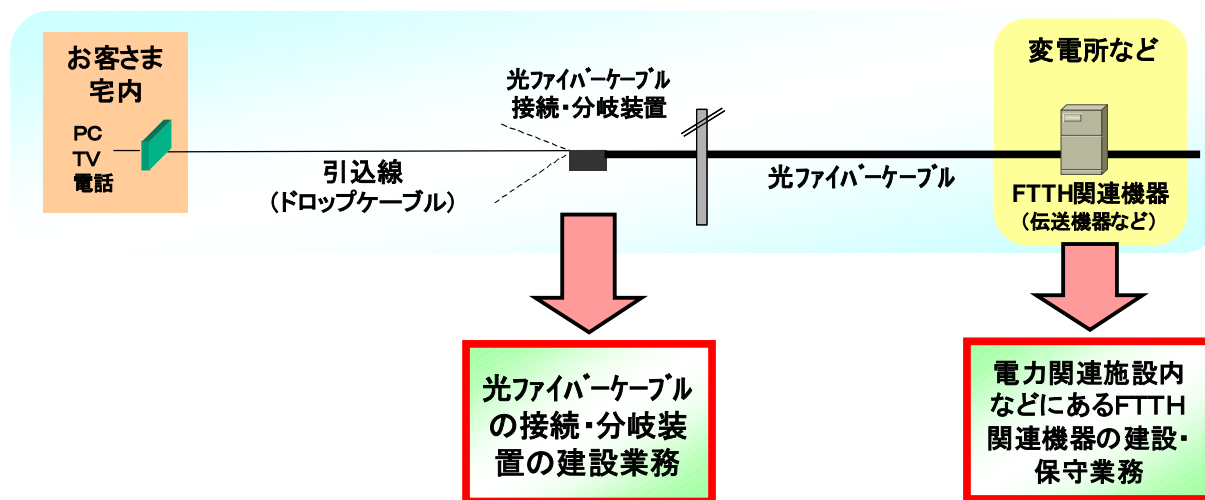 お客さま
宅内
PC
TV
電話
光ファイバーケーブル
接続・分岐装置
引込線
（ドロップケーブル）
光ファイバーケーブル
変電所など
FTTH関連機器
（伝送機器など）
光ファイバーケーブル
の接続・分岐装
置の建設業務
電力関連施設内
などにあるFTTH
関連機器の建設・
保守業務